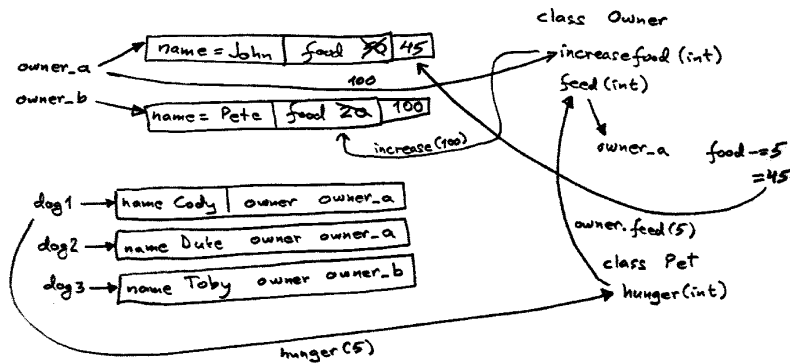 class Owner
name = John food 50 45
increasefood (int)
owner_a
100
feed (int)
owner_b
name = Pete food 20 100
increase (100)
owner_a food -=5
=45
dog1 name Cody owner owner_a
owner.feed(5)
dog2 name Duke owner owner_a
class Pet
dog3 name Toby owner owner_b
hunger (int)
hunger (5)